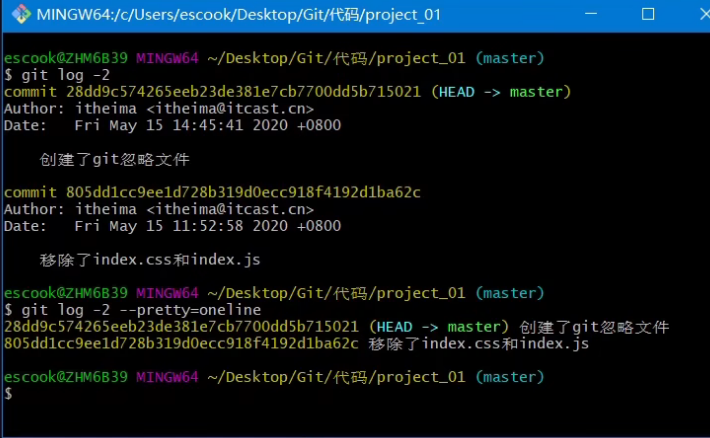 MINGW64:/c/Users/escook/Desktop/Git/代码/project_01
escook@ZHM6B39 MINGW64 ~/Desktop/Git/代码/project_01 (master)
$ git log -2
commit 28dd9c574265eeb23de381e7cb7700dd5b715021 (HEAD -> master)
Author: itheima <itheima@itcast.cn>
Date:   Fri May 15 14:45:41 2020 +0800
创建了git忽略文件
commit 805dd1cc9ee1d728b319d0ecc918f4192d1ba62c
Author: itheima <itheima@itcast.cn>
Date:   Fri May 15 11:52:58 2020 +0800
移除了index.css和index.js
escook@ZHM6B39 MINGW64 ~/Desktop/Git/代码/project_01 (master)
$ git log -2 --pretty=oneline
28dd9c574265eeb23de381e7cb7700dd5b715021 (HEAD -> master) 创建了git忽略文件
805dd1cc9ee1d728b319d0ecc918f4192d1ba62c 移除了index.css和index.js
escook@ZHM6B39 MINGW64 ~/Desktop/Git/代码/project_01 (master)
$